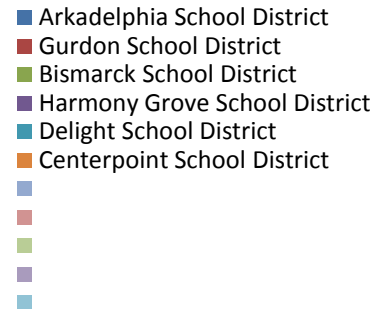 Arkadelphia School District
Gurdon School District
Bismarck School District
Harmony Grove School District
Delight School District
Centerpoint School District